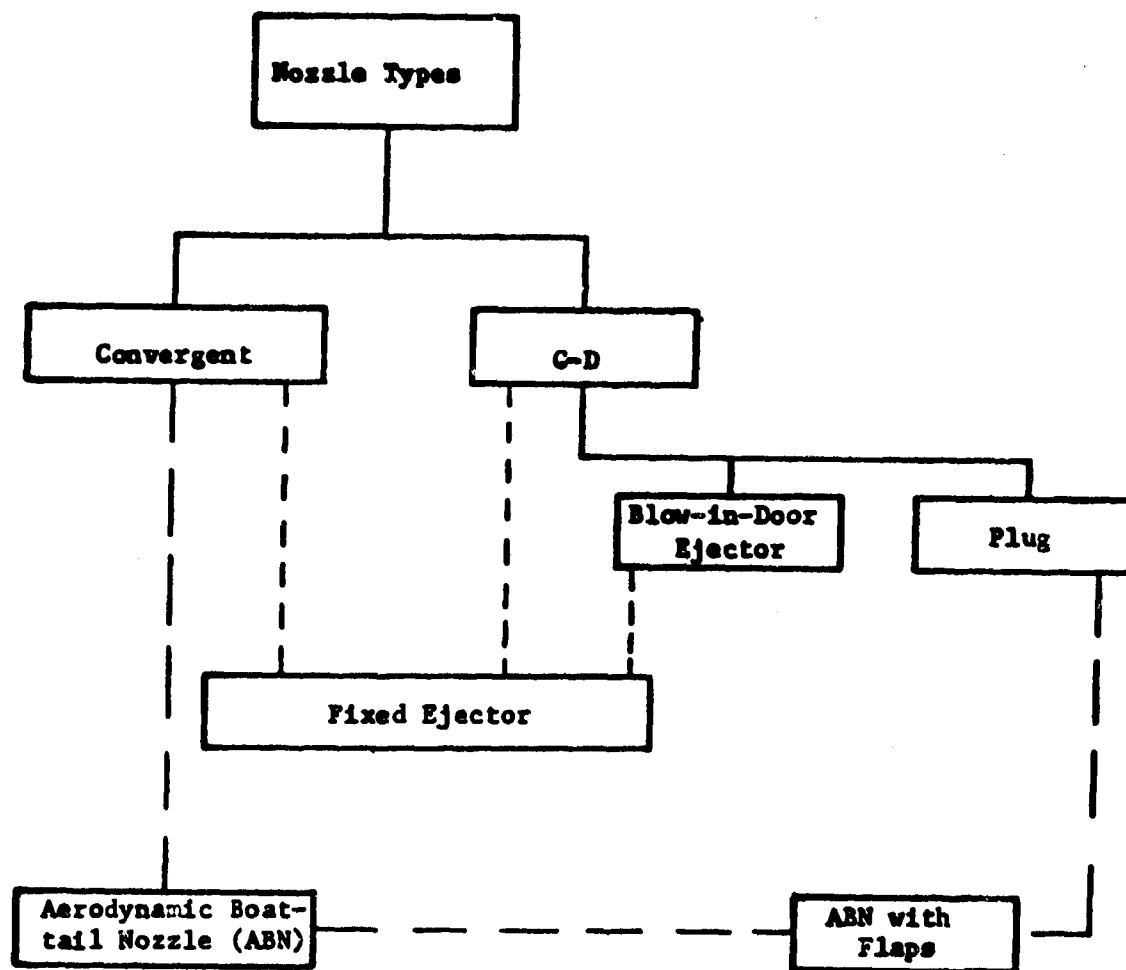 Nozzle Types
Convergent
C-D
Blow-in-Door
Ejector
Plug
Fixed Ejector
Aerodynamic Boat-
tail Nozzle (ABN)
ABN with
Flaps